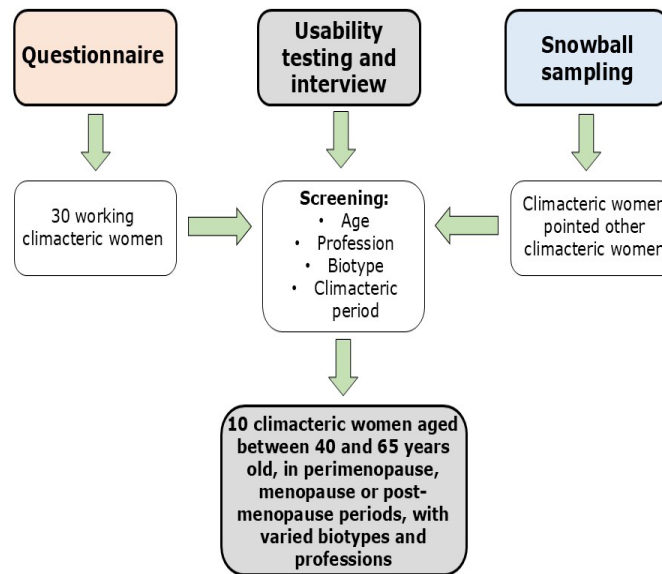 Questionnaire
Usability
testing and
interview
Snowball
sampling
30 working
climacteric women
Screening:
• Age
• Profession
• Biotype
• Climacteric
period
Climacteric women
pointed other
climacteric women
10 climacteric women aged
between 40 and 65 years
old, in perimenopause,
menopause or post-
menopause periods, with
varied biotypes and
professions